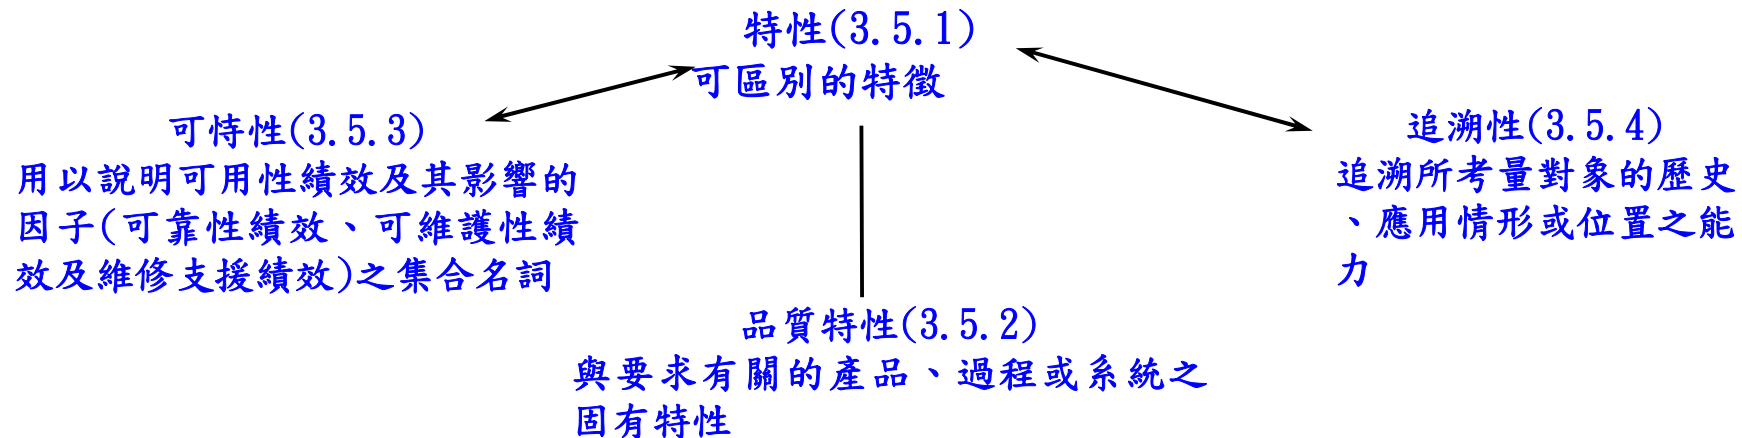 特性(3.5.1)
可區別的特徵
可恃性(3.5.3)
用以說明可用性績效及其影響的
因子(可靠性績效、可維護性績
效及維修支援績效)之集合名詞
追溯性(3.5.4)
追溯所考量對象的歷史
、應用情形或位置之能
力
品質特性(3.5.2)
與要求有關的產品、過程或系統之
固有特性